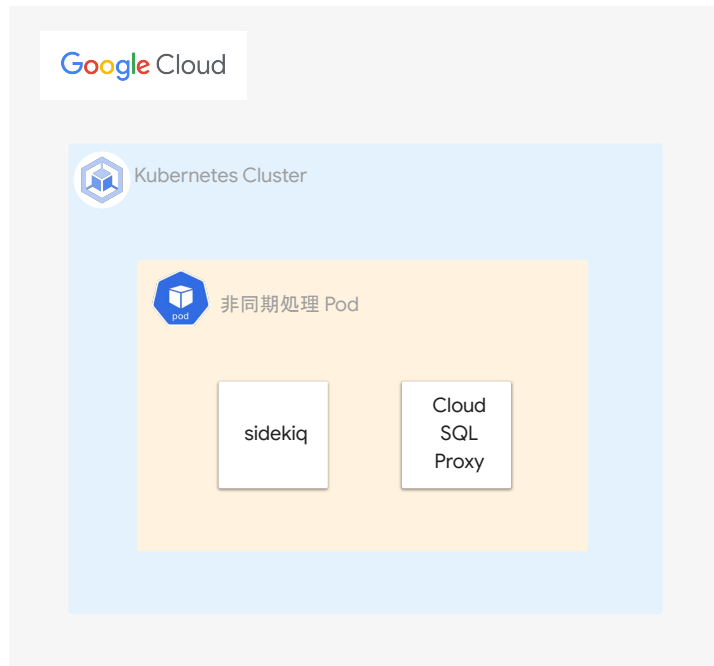 Google Cloud
Kubernetes Cluster
pod
非同期処理 Pod
sidekiq
Cloud
SQL
Proxy